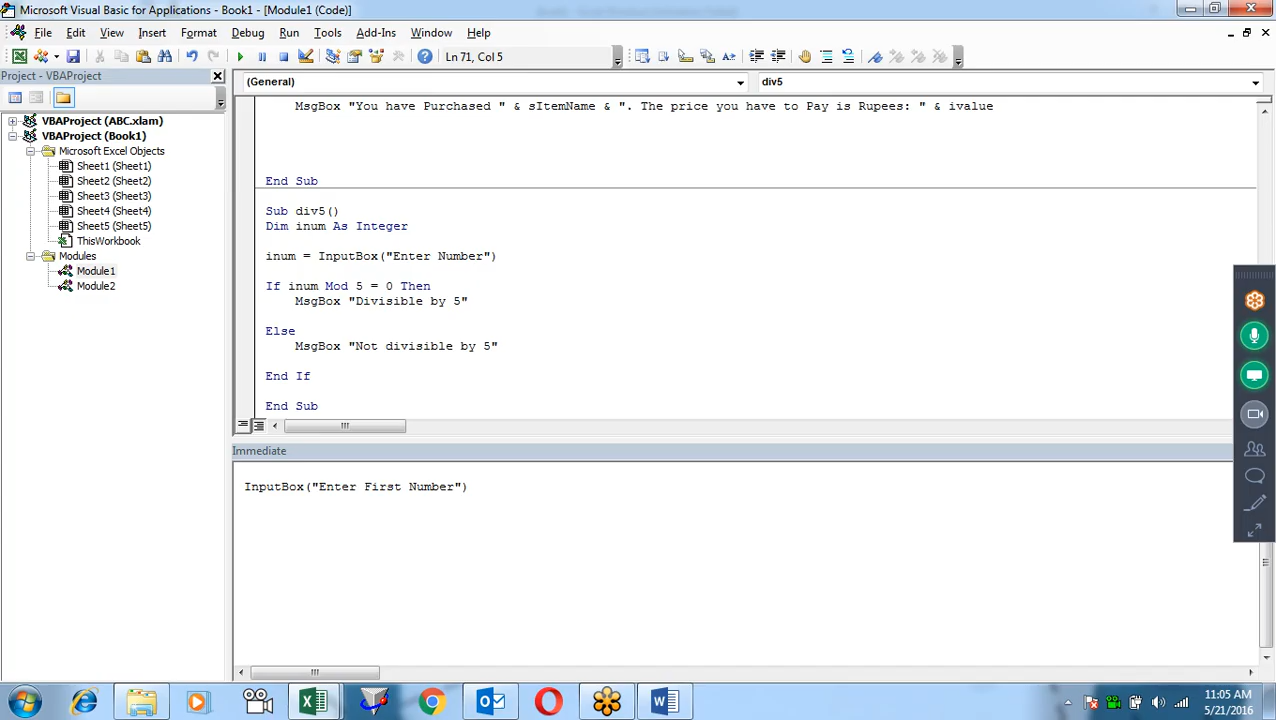 Microsoft Visual Basic for Applications - Book1 - [Module1 (Code)]
File Edit View Insert Format Debug Run Tools Add-Ins Window Help
Ln 71, Col 5
Project - VBAProject
(General)
div5
VBAProject (ABC.xlam)
VBAProject (Book1)
Microsoft Excel Objects
Sheet1 (Sheet1)
Sheet2 (Sheet2)
Sheet3 (Sheet3)
Sheet4 (Sheet4)
Sheet5 (Sheet5)
ThisWorkbook
Modules
Module1
Module2
MsgBox "You have Purchased " & sItemName & ". The price you have to Pay is Rupees: " & ivalue
End Sub
Sub div5()
Dim inum As Integer
inum = InputBox("Enter Number")
If inum Mod 5 = 0 Then
MsgBox "Divisible by 5"
Else
MsgBox "Not divisible by 5"
End If
End Sub
Immediate
InputBox("Enter First Number")
11:05 AM
5/21/2016